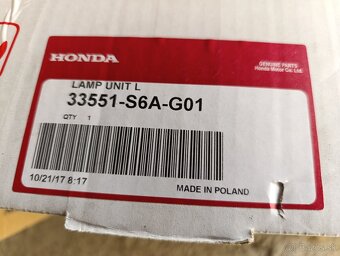 HONDA
GENUINE PARTS
Honda Motor Co., Ltd.
LAMP UNIT L
33551-S6A-G01
QTY 1
10/21/17 8:17
MADE IN POLAND